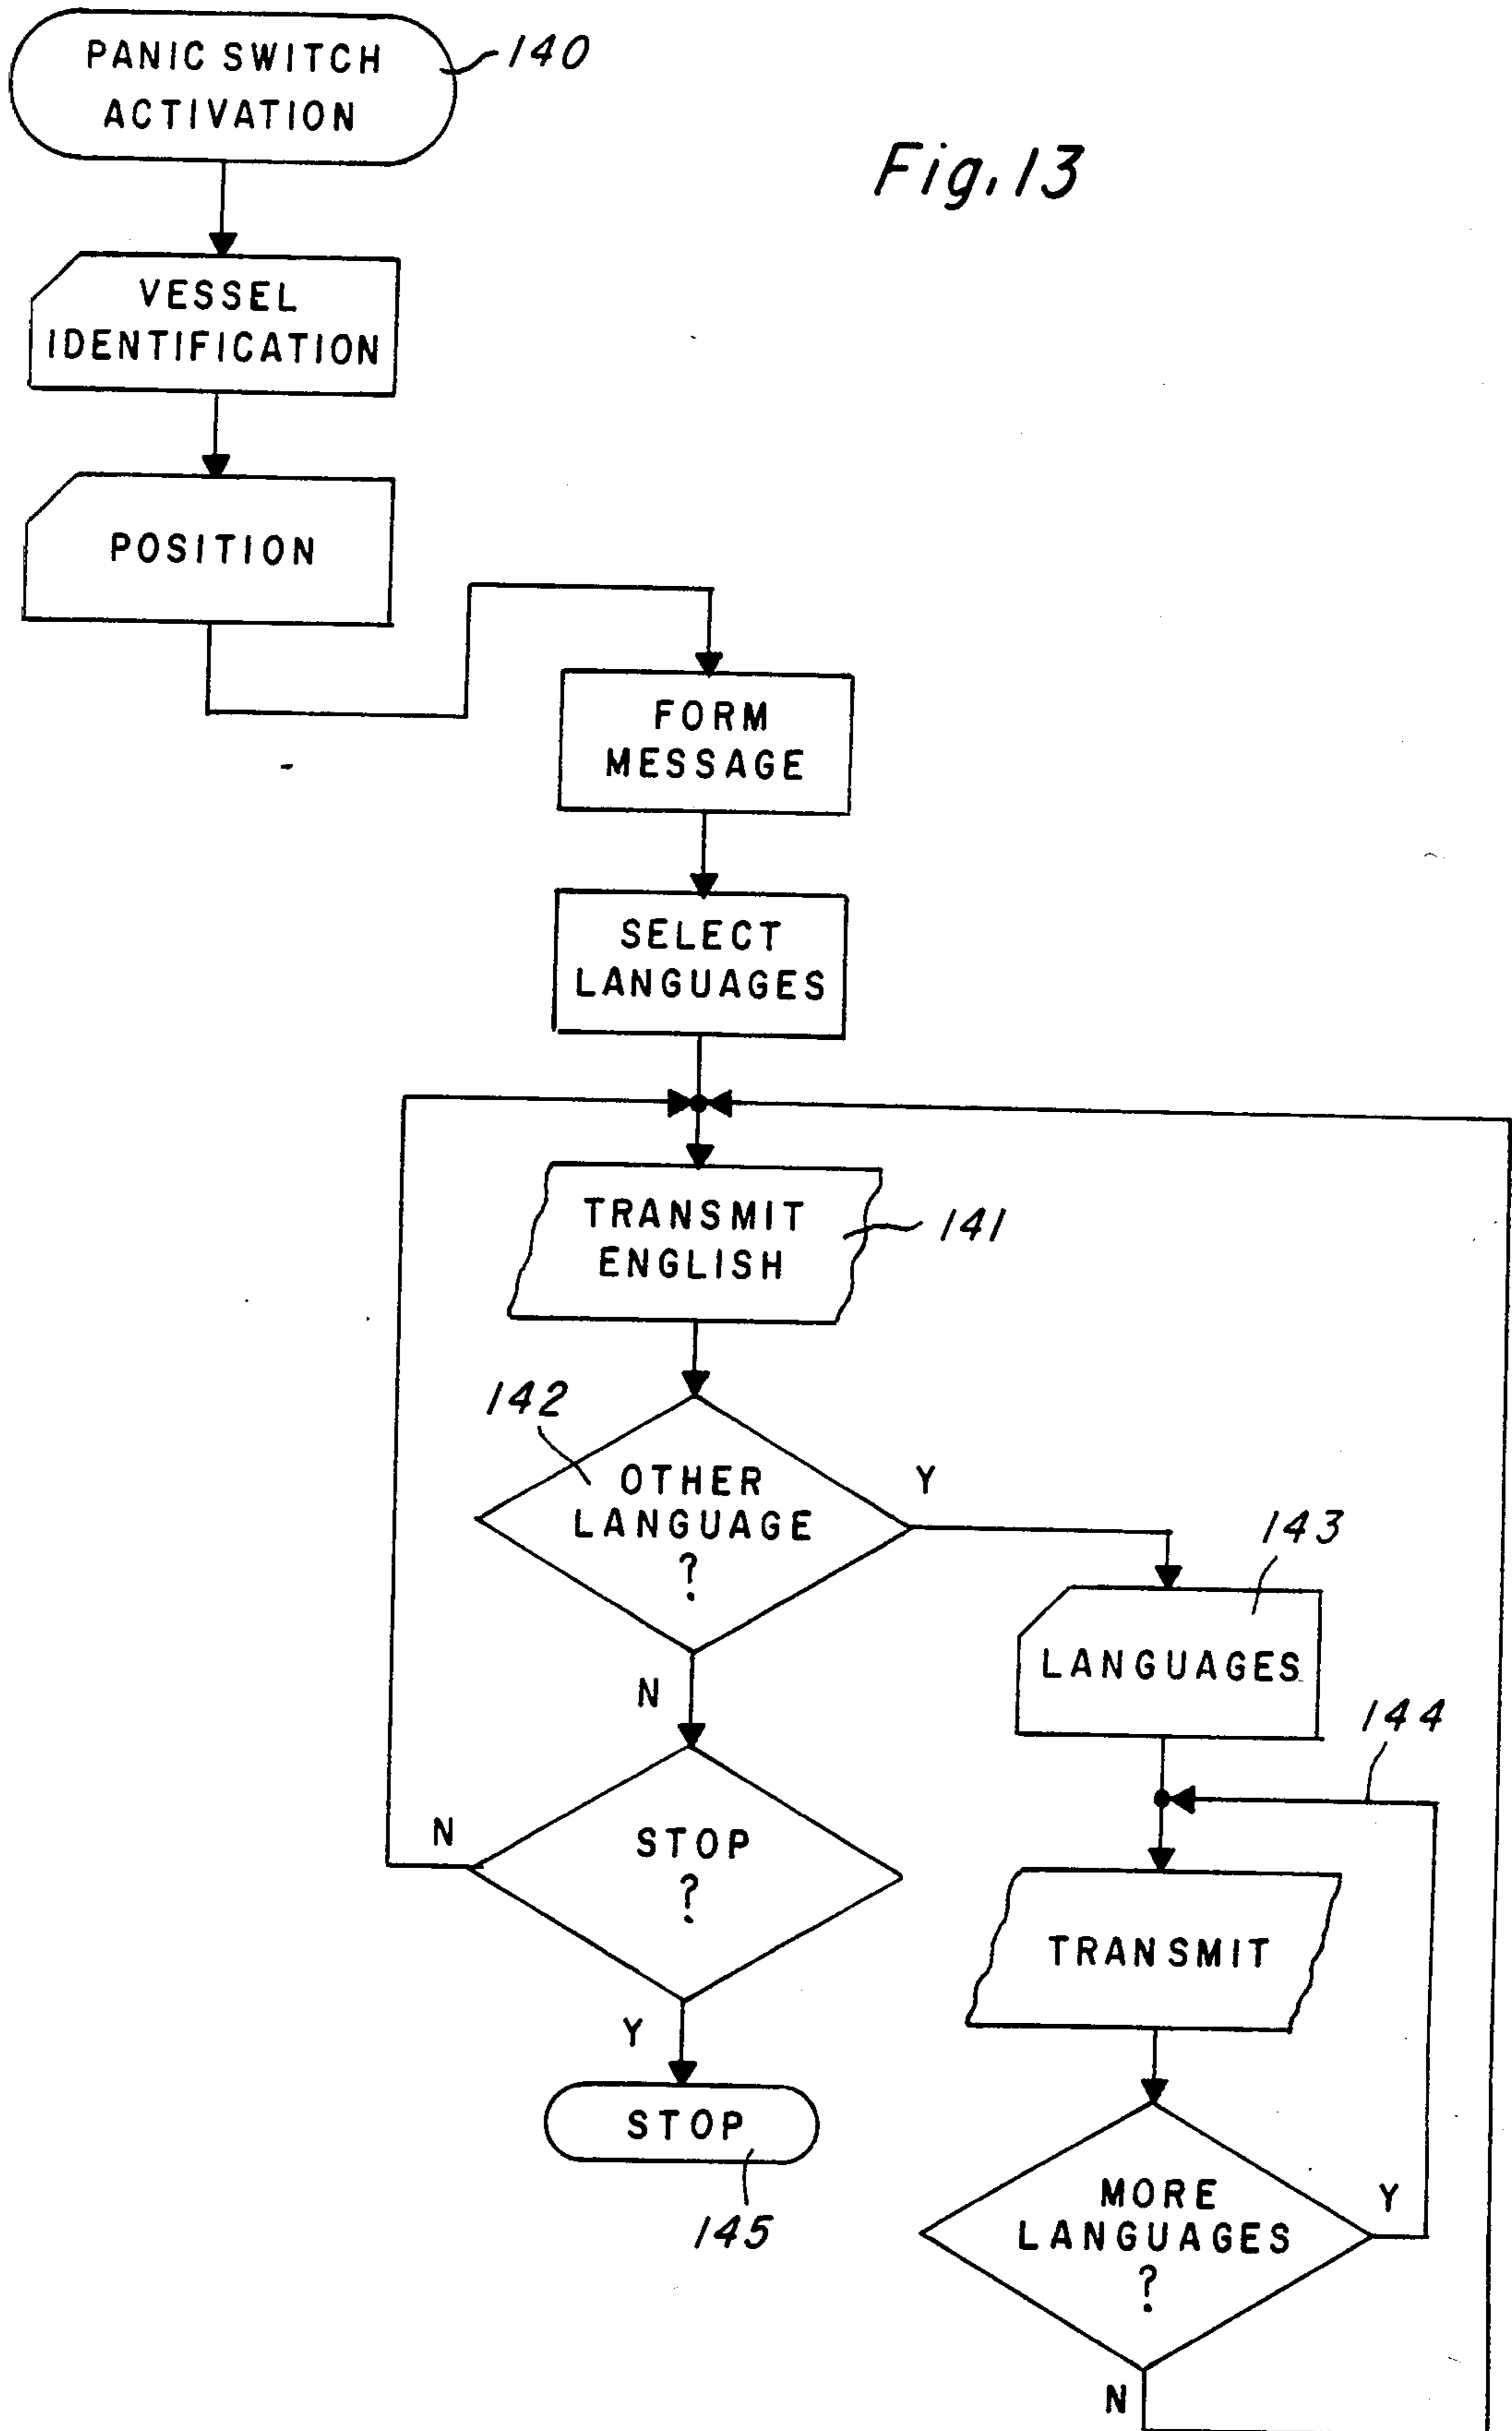 PANIC SWITCH
ACTIVATION
140
Fig. 13
VESSEL
IDENTIFICATION
POSITION
FORM
MESSAGE
SELECT
LANGUAGES
TRANSMIT
ENGLISH
141
142
OTHER
LANGUAGE
?
Y
N
143
LANGUAGES
144
N
STOP
?
Y
TRANSMIT
STOP
145
MORE
LANGUAGES
?
Y
N